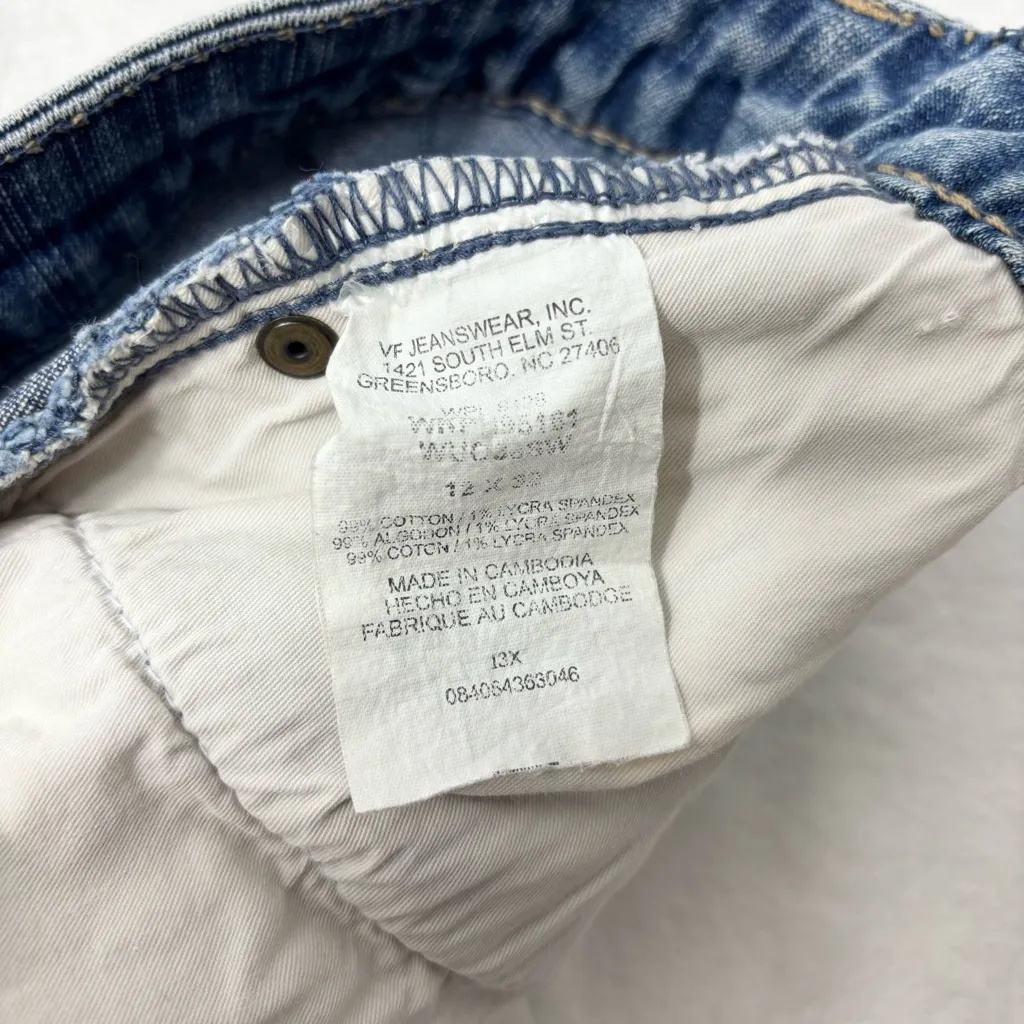 VF JEANSWEAR, INC.
1421 SOUTH ELM ST.
GREENSBORO. NC 27406
12 X
99% COTTON / 1% LYCRA SPANDEX
99% ALGODON / 1% LYCRA SPANDEX
99% COTON / 1% LYCRA SPANDEX
MADE IN CAMBODIA
HECHO EN CAMBOYA
FABRIQUE AU CAMBODGE
13X
084064363046